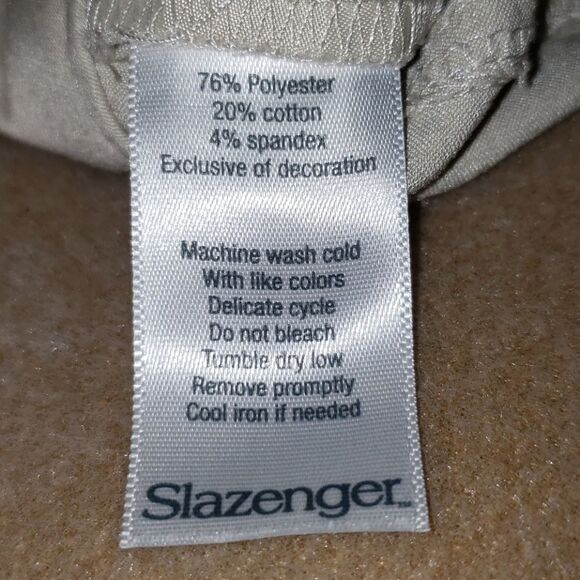 76% Polyester
20% cotton
4% spandex
Exclusive of decoration
Machine wash cold
With like colors
Delicate cycle
Do not bleach
Tumble dry low
Remove promptly
Cool iron if needed
Slazenger™